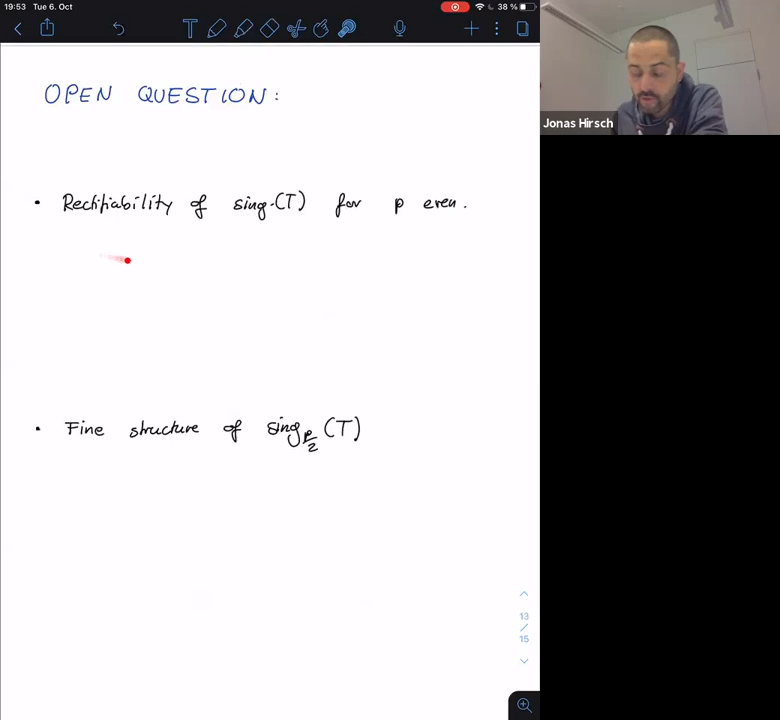 19:53 Tue 6. Oct
38 %
T
Jonas Hirsch
OPEN QUESTION:
• Rectifiability of sing(T) for p even.
• Fine structure of sing_{p/2}(T)
13
/
15